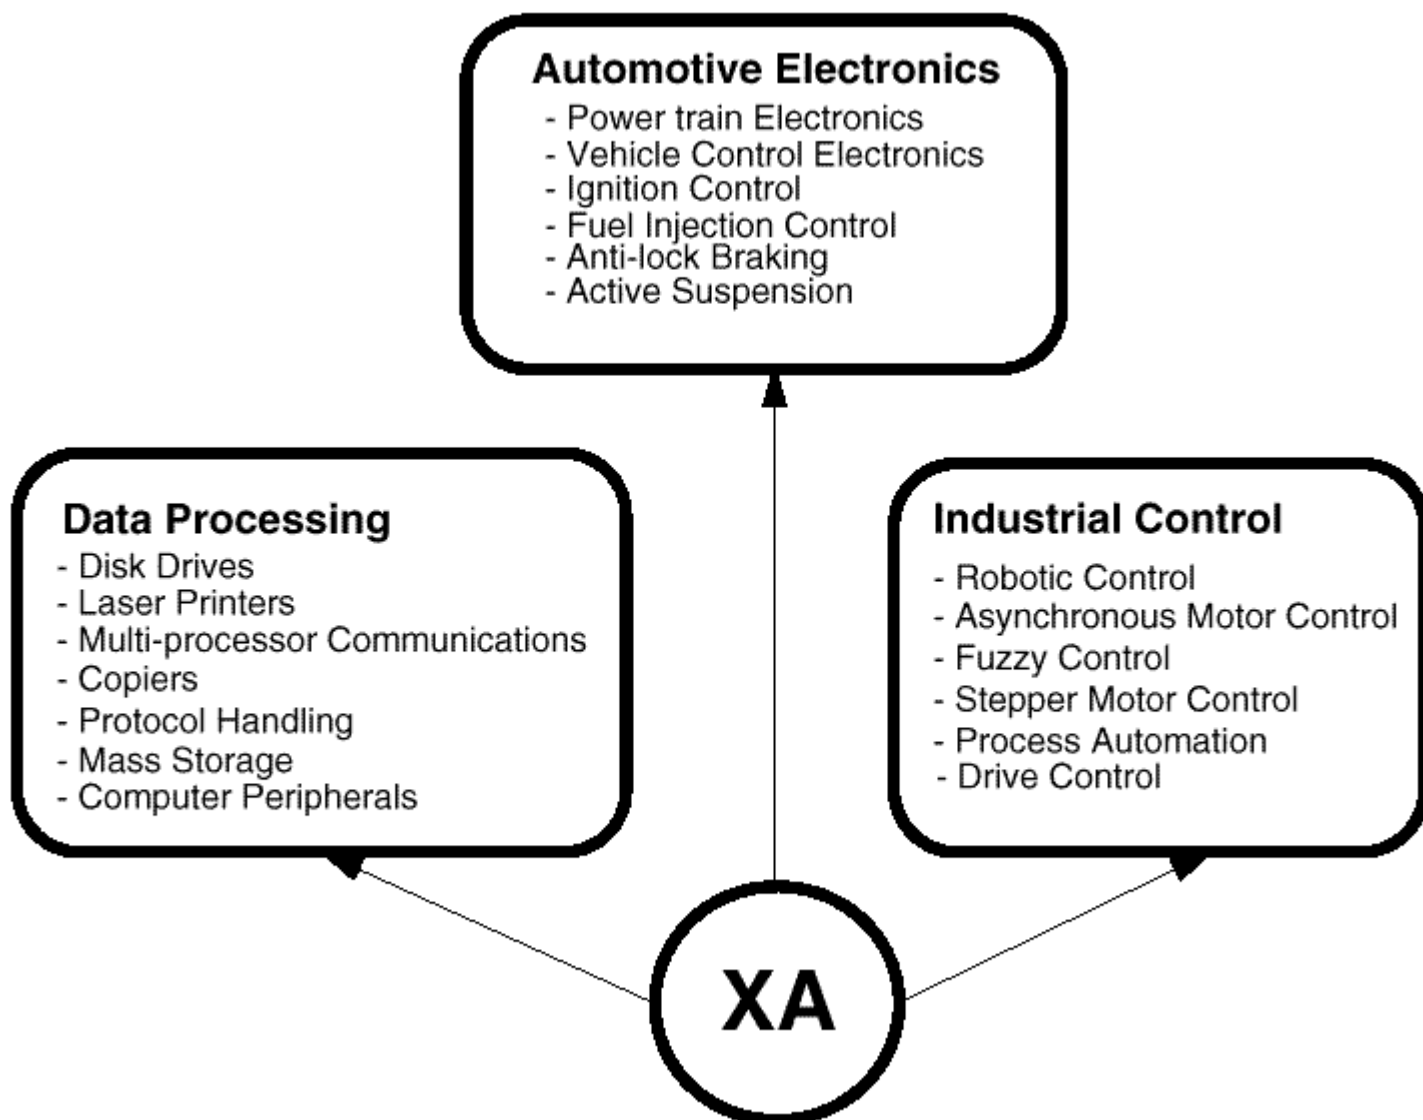 Automotive Electronics
- Power train Electronics
- Vehicle Control Electronics
- Ignition Control
- Fuel Injection Control
- Anti-lock Braking
- Active Suspension
Data Processing
- Disk Drives
- Laser Printers
- Multi-processor Communications
- Copiers
- Protocol Handling
- Mass Storage
- Computer Peripherals
Industrial Control
- Robotic Control
- Asynchronous Motor Control
- Fuzzy Control
- Stepper Motor Control
- Process Automation
- Drive Control
XA